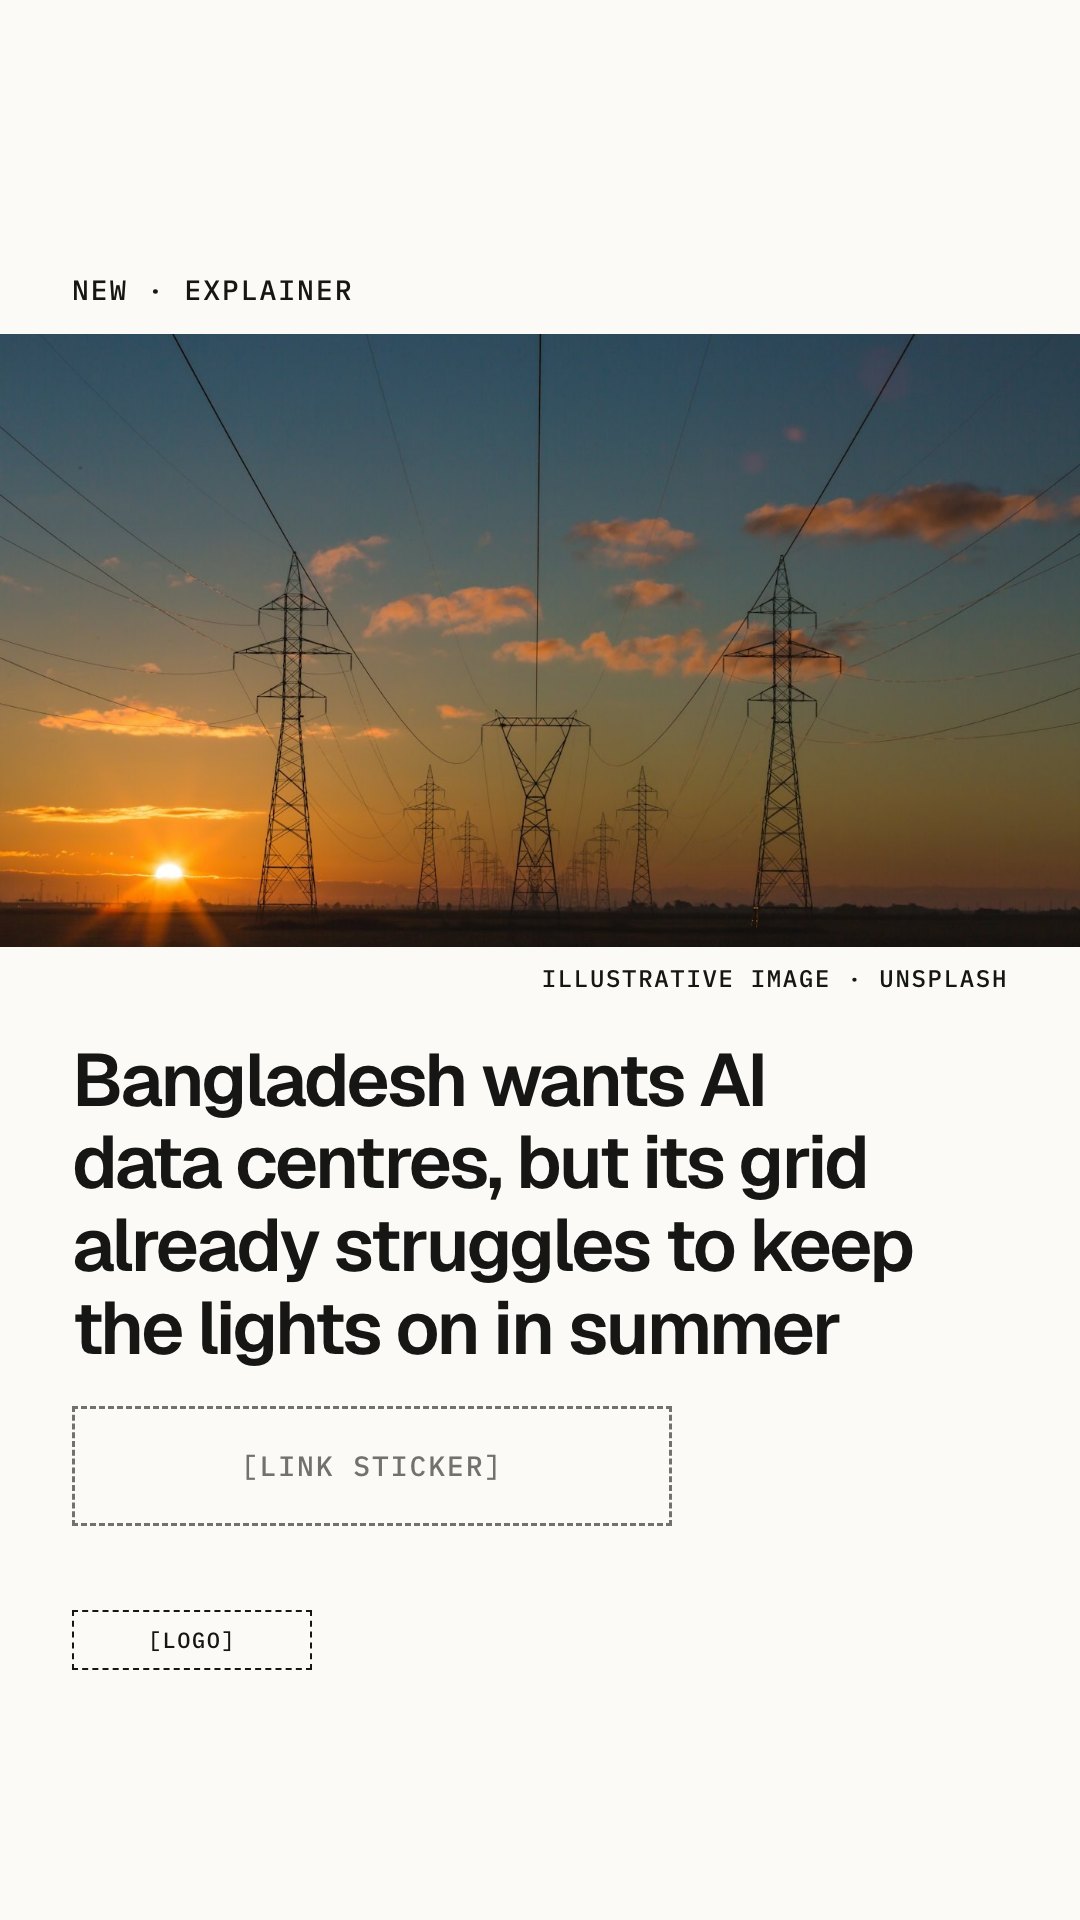 NEW · EXPLAINER
ILLUSTRATIVE IMAGE · UNSPLASH
Bangladesh wants AI
data centres, but its grid
already struggles to keep
the lights on in summer
[LINK STICKER]
[LOGO]